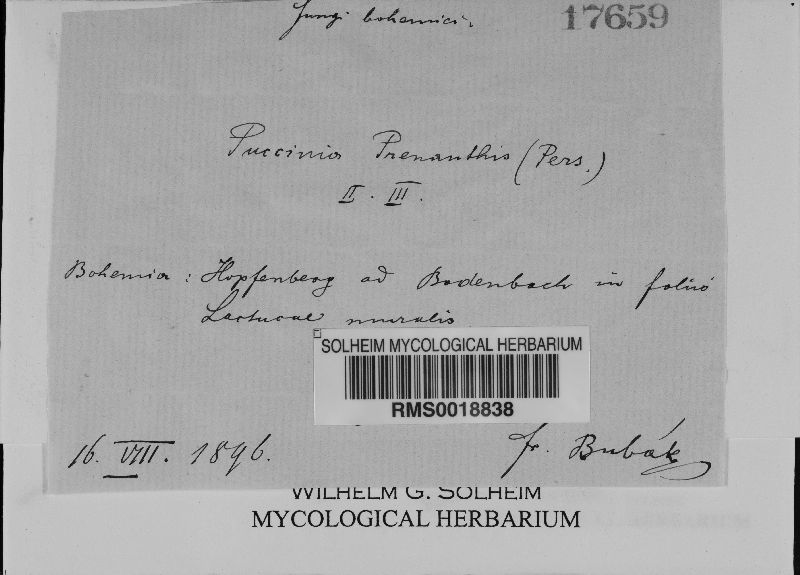 Fungi bohemici. 17659
Puccinia Prenanthis (Pers.)
II. III.
Bohemia: Hopfenberg ad Bodenbach in foliis
Lactucae muralis
SOLHEIM MYCOLOGICAL HERBARIUM
RMS0018838
16. VIII. 1896. Fr. Bubák
WILHELM G. SOLHEIM
MYCOLOGICAL HERBARIUM